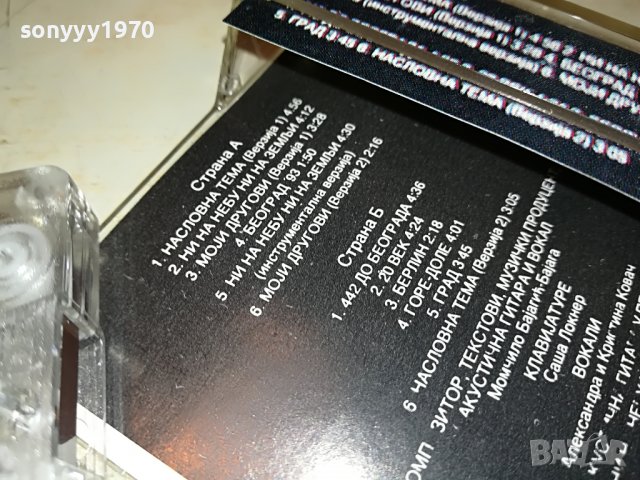 sonyyy1970
Страна А
1. НАСЛОВНА ТЕМА (Верзија 1) 4:56
2. НИ НА НЕБУ НИ НА ЗЕМЉИ 4:12
3. МОЈИ ДРУГОВИ (Верзија 1) 3:28
4. БЕОГРАД 93 1:50
5. НИ НА НЕБУ НИ НА ЗЕМЉИ 4:30
(инструментална верзија)
6. МОЈИ ДРУГОВИ (Верзија 2) 2:16
Страна Б
1. 442 ДО БЕОГРАДА 4:36
2. 20 ВЕК 4:24
3. БЕРЛИН 2:18
4. ГОРЕ-ДОЛЕ 4:01
5. ГРАД 3:45
6 НАСЛОВНА ТЕМА (Верзија 2) 3:05
ТЕКСТОВИ, МУЗИЧКИ ПРОДУЦЕН
АКУСТИЧНА ГИТАРА И ВОКАЛ
Момчило Бајагић-Бајага
КЛАВИЈАТУРЕ
Саша Локнер
ВОКАЛИ
Александра и Кристина Ковач
5. ГРАД 3:45 6. НАСЛОВНА ТЕМА (Верзија 2) 3:05
BAZAR